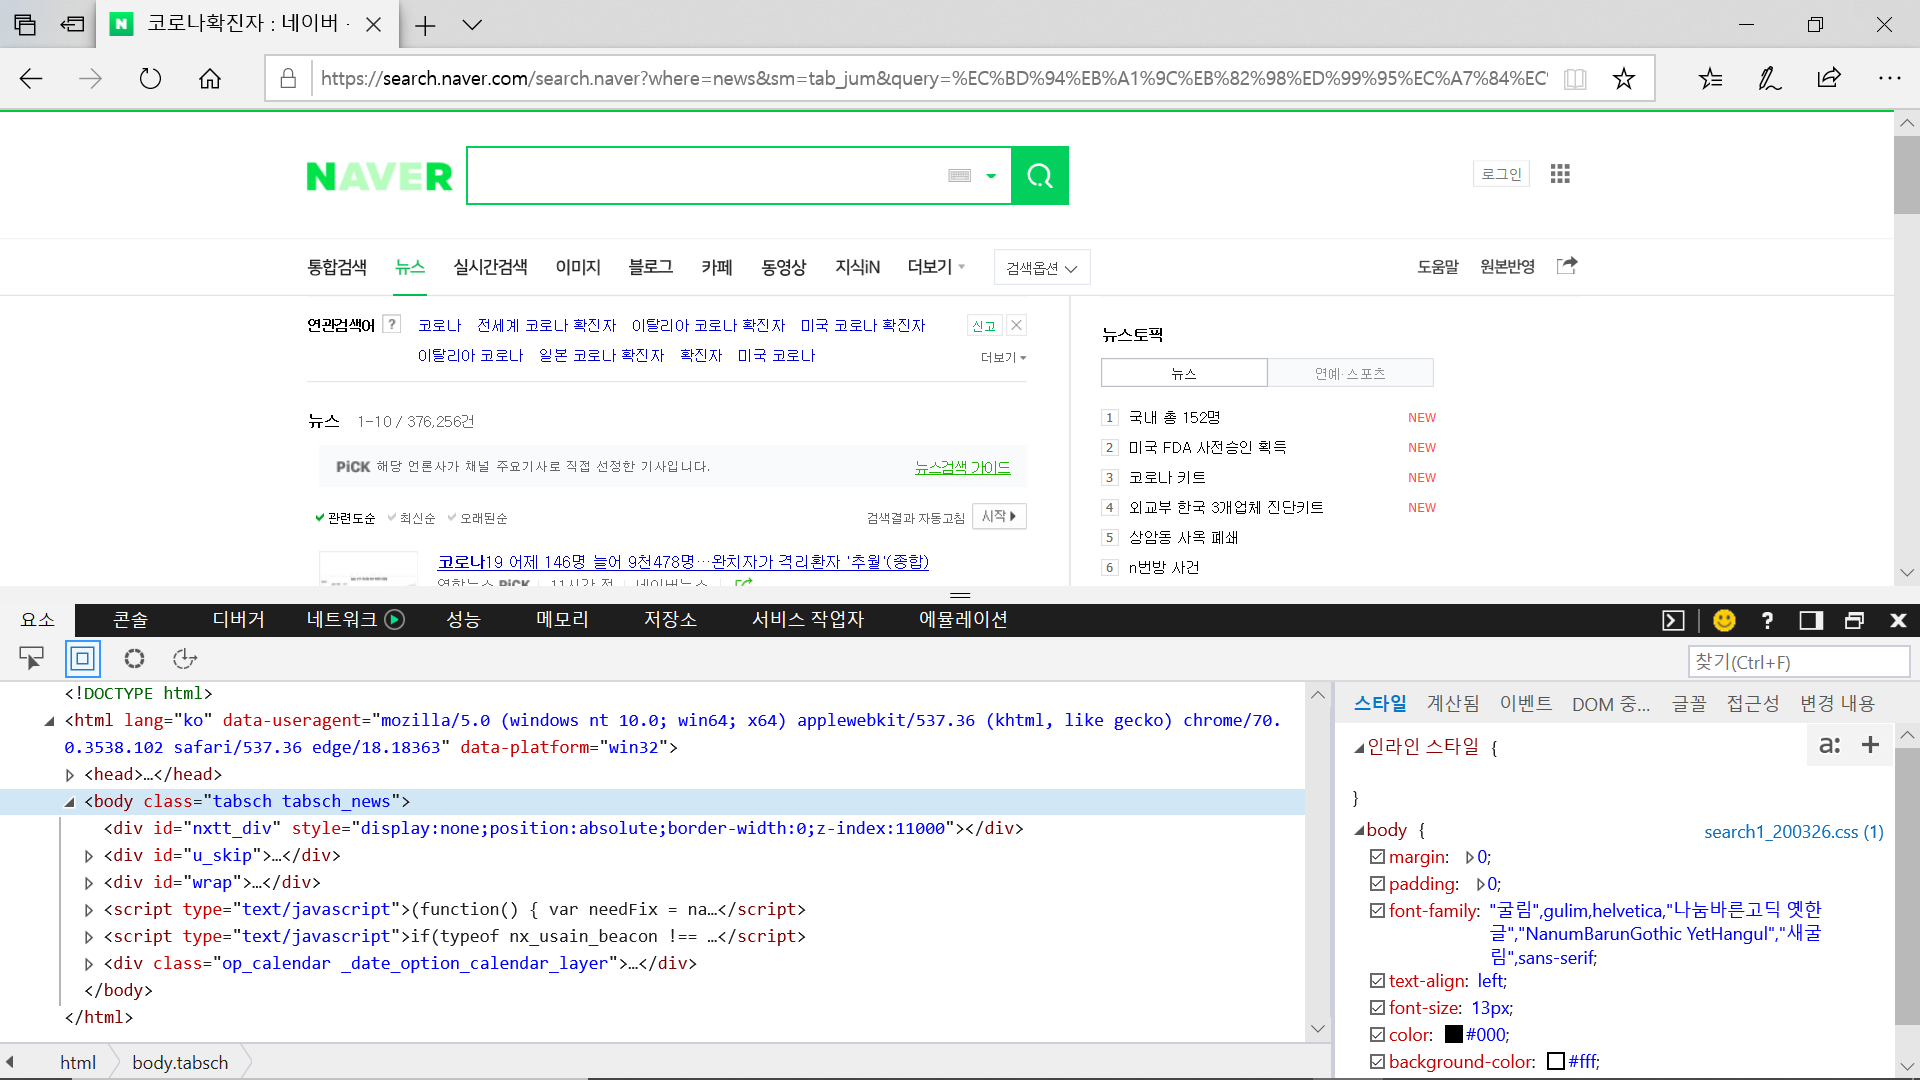 코로나확진자 : 네이버 ·
https://search.naver.com/search.naver?where=news&sm=tab_jum&query=%EC%BD%94%EB%A1%9C%EB%82%98%ED%99%95%EC%A7%84%EC
NAVER
로그인
통합검색 뉴스 실시간검색 이미지 블로그 카페 동영상 지식iN 더보기 검색옵션 도움말 원본반영
연관검색어 ? 코로나 전세계 코로나 확진자 이탈리아 코로나 확진자 미국 코로나 확진자 신고
이탈리아 코로나 일본 코로나 확진자 확진자 미국 코로나 더보기
뉴스 1-10 / 376,256건
PiCK 해당 언론사가 채널 주요기사로 직접 선정한 기사입니다. 뉴스검색 가이드
관련도순 최신순 오래된순 검색결과 자동고침 시작
코로나19 어제 146명 늘어 9천478명…완치자가 격리환자 '추월'(종합)
연합뉴스 PiCK 11시간 전 네이버뉴스
뉴스토픽
뉴스 연예·스포츠
1 국내 총 152명 NEW
2 미국 FDA 사전승인 획득 NEW
3 코로나 키트 NEW
4 외교부 한국 3개업체 진단키트 NEW
5 상암동 사옥 폐쇄
6 n번방 사건
요소 콘솔 디버거 네트워크 성능 메모리 저장소 서비스 작업자 에뮬레이션 ?
찾기(Ctrl+F)
<!DOCTYPE html>
<html lang="ko" data-useragent="mozilla/5.0 (windows nt 10.0; win64; x64) applewebkit/537.36 (khtml, like gecko) chrome/70.
0.3538.102 safari/537.36 edge/18.18363" data-platform="win32">
<head>…</head>
<body class="tabsch tabsch_news">
<div id="nxtt_div" style="display:none;position:absolute;border-width:0;z-index:11000"></div>
<div id="u_skip">…</div>
<div id="wrap">…</div>
<script type="text/javascript">(function() { var needFix = na…</script>
<script type="text/javascript">if(typeof nx_usain_beacon !== …</script>
<div class="op_calendar _date_option_calendar_layer">…</div>
</body>
</html>
html body.tabsch
스타일 계산됨 이벤트 DOM 중... 글꼴 접근성 변경 내용
인라인 스타일 { a: +
}
body { search1_200326.css (1)
margin: 0;
padding: 0;
font-family: "굴림",gulim,helvetica,"나눔바른고딕 옛한
글","NanumBarunGothic YetHangul","새굴
림",sans-serif;
text-align: left;
font-size: 13px;
color: #000;
background-color: #fff;